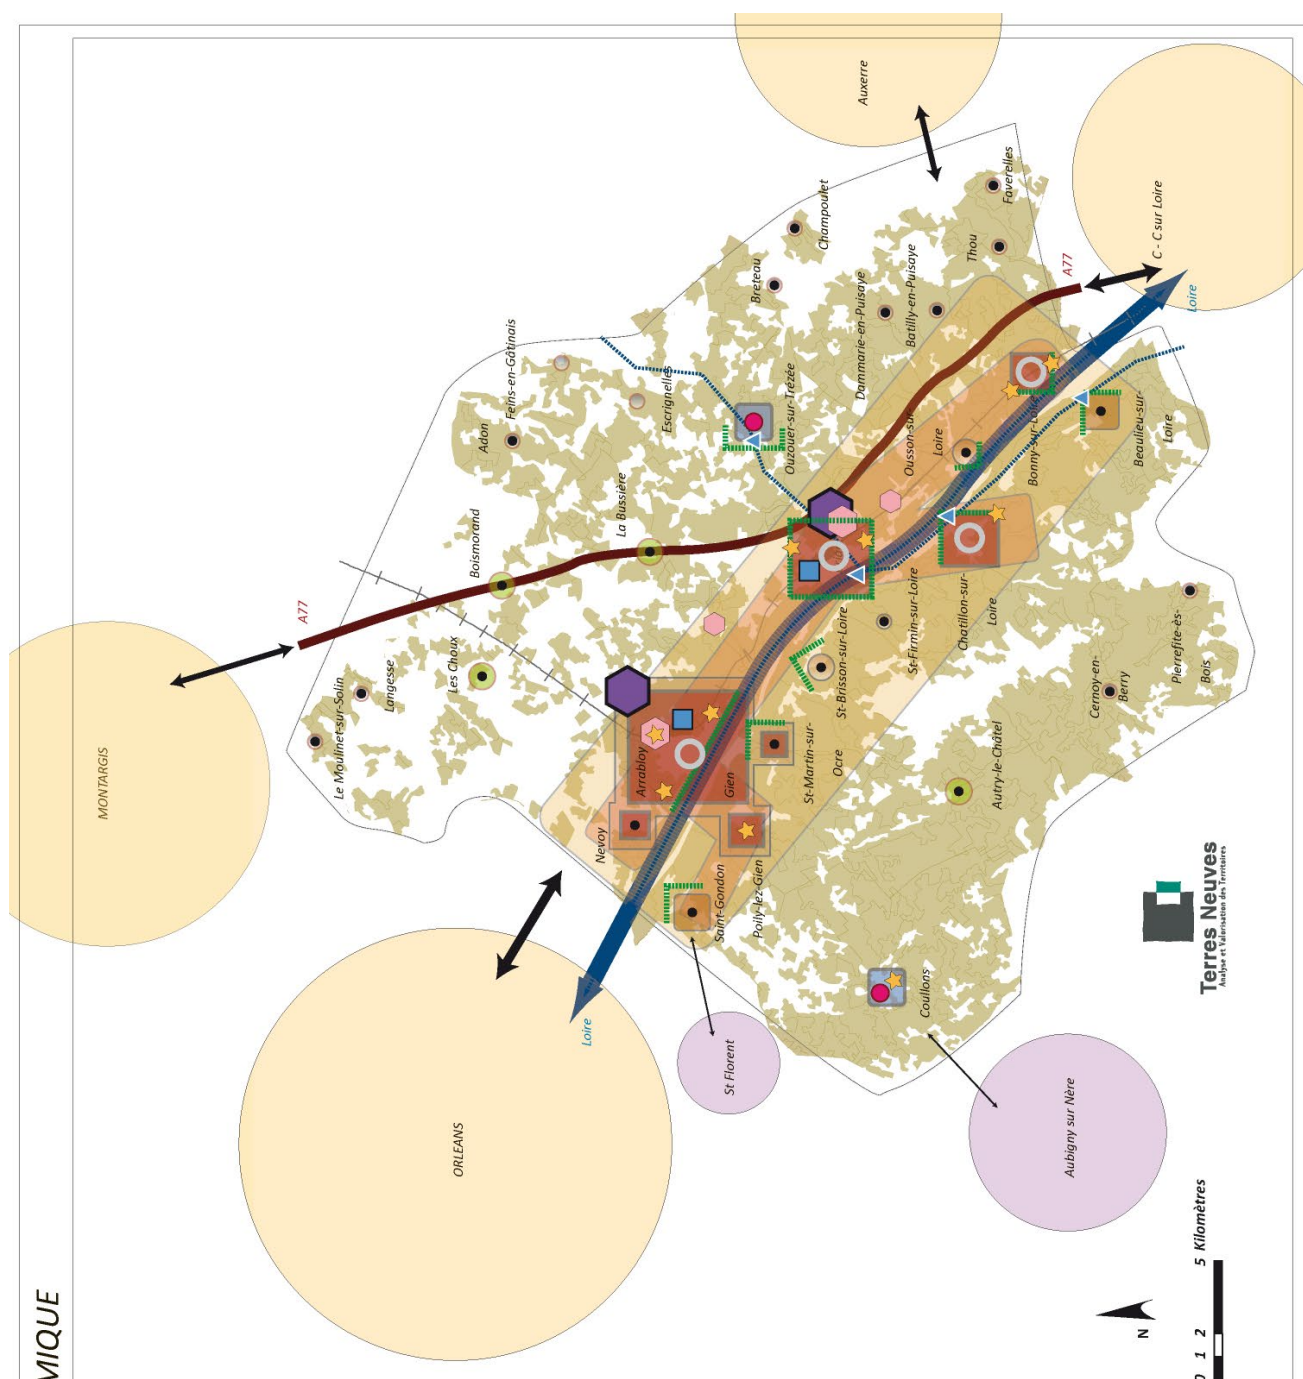 MIQUE
MONTARGIS
ORLEANS
Auxerre
C - C sur Loire
St Florent
Aubigny sur Nère
A77
A77
Loire
Loire
Le Moulinet-sur-Solin
Langesse
Les Choux
Boismorand
La Bussière
Adon
Feins-en-Gâtinais
Escrignelles
Ouzouer-sur-Trézée
Breteau
Champoulet
Dammarie-en-Puisaye
Batilly-en-Puisaye
Thou
Faverelles
Ousson-sur
Loire
Bonny-sur-Loire
Beaulieu-sur-
Loire
Nevoy
Arrabloy
Gien
Saint-Gondon
Poilly-lez-Gien
St-Martin-sur-
Ocre
St-Brisson-sur-Loire
St-Firmin-sur-Loire
Chatillon-sur-
Loire
Autry-le-Châtel
Cernoy-en-
Berry
Pierrefite-ès-
Bois
Coullons
Terres Neuves
Analyse et Valorisation des Territoires
N
0 1 2 5 Kilomètres